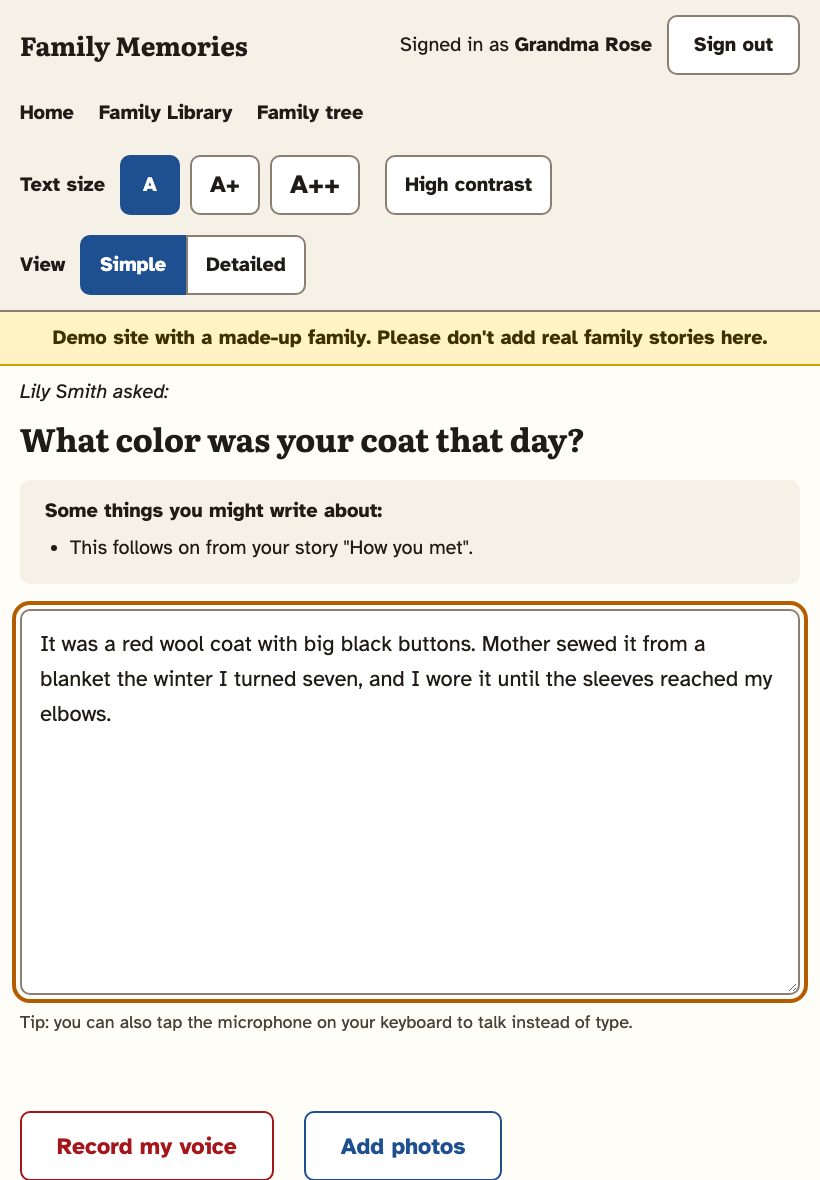 Family Memories
Signed in as Grandma Rose
Sign out
Home Family Library Family tree
Text size A A+ A++ High contrast
View Simple Detailed
Demo site with a made-up family. Please don't add real family stories here.
Lily Smith asked:
What color was your coat that day?
Some things you might write about:
• This follows on from your story "How you met".
It was a red wool coat with big black buttons. Mother sewed it from a
blanket the winter I turned seven, and I wore it until the sleeves reached my
elbows.
Tip: you can also tap the microphone on your keyboard to talk instead of type.
Record my voice Add photos